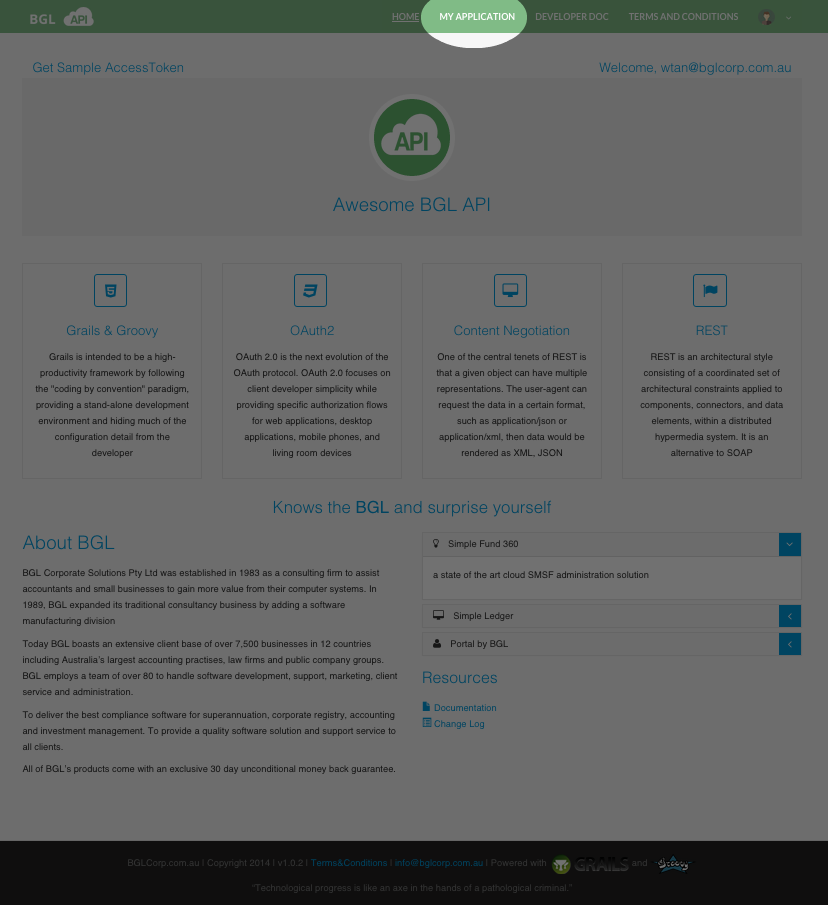 BGL API
HOME MY APPLICATION DEVELOPER DOC TERMS AND CONDITIONS
Get Sample AccessToken
Welcome, wtan@bglcorp.com.au
API
Awesome BGL API
Grails & Groovy
Grails is intended to be a high-
productivity framework by following
the "coding by convention" paradigm,
providing a stand-alone development
environment and hiding much of the
configuration detail from the
developer
OAuth2
OAuth 2.0 is the next evolution of the
OAuth protocol. OAuth 2.0 focuses on
client developer simplicity while
providing specific authorization flows
for web applications, desktop
applications, mobile phones, and
living room devices
Content Negotiation
One of the central tenets of REST is
that a given object can have multiple
representations. The user-agent can
request the data in a certain format,
such as application/json or
application/xml, then data would be
rendered as XML, JSON
REST
REST is an architectural style
consisting of a coordinated set of
architectural constraints applied to
components, connectors, and data
elements, within a distributed
hypermedia system. It is an
alternative to SOAP
Knows the BGL and surprise yourself
About BGL
BGL Corporate Solutions Pty Ltd was established in 1983 as a consulting firm to assist
accountants and small businesses to gain more value from their computer systems. In
1989, BGL expanded its traditional consultancy business by adding a software
manufacturing division
Today BGL boasts an extensive client base of over 7,500 businesses in 12 countries
including Australia's largest accounting practises, law firms and public company groups.
BGL employs a team of over 80 to handle software development, support, marketing, client
service and administration.
To deliver the best compliance software for superannuation, corporate registry, accounting
and investment management. To provide a quality software solution and support service to
all clients.
All of BGL's products come with an exclusive 30 day unconditional money back guarantee.
Simple Fund 360
a state of the art cloud SMSF administration solution
Simple Ledger
Portal by BGL
Resources
Documentation
Change Log
BGLCorp.com.au | Copyright 2014 | v1.0.2 | Terms&Conditions | info@bglcorp.com.au | Powered with GRAILS and Groovy
"Technological progress is like an axe in the hands of a pathological criminal."